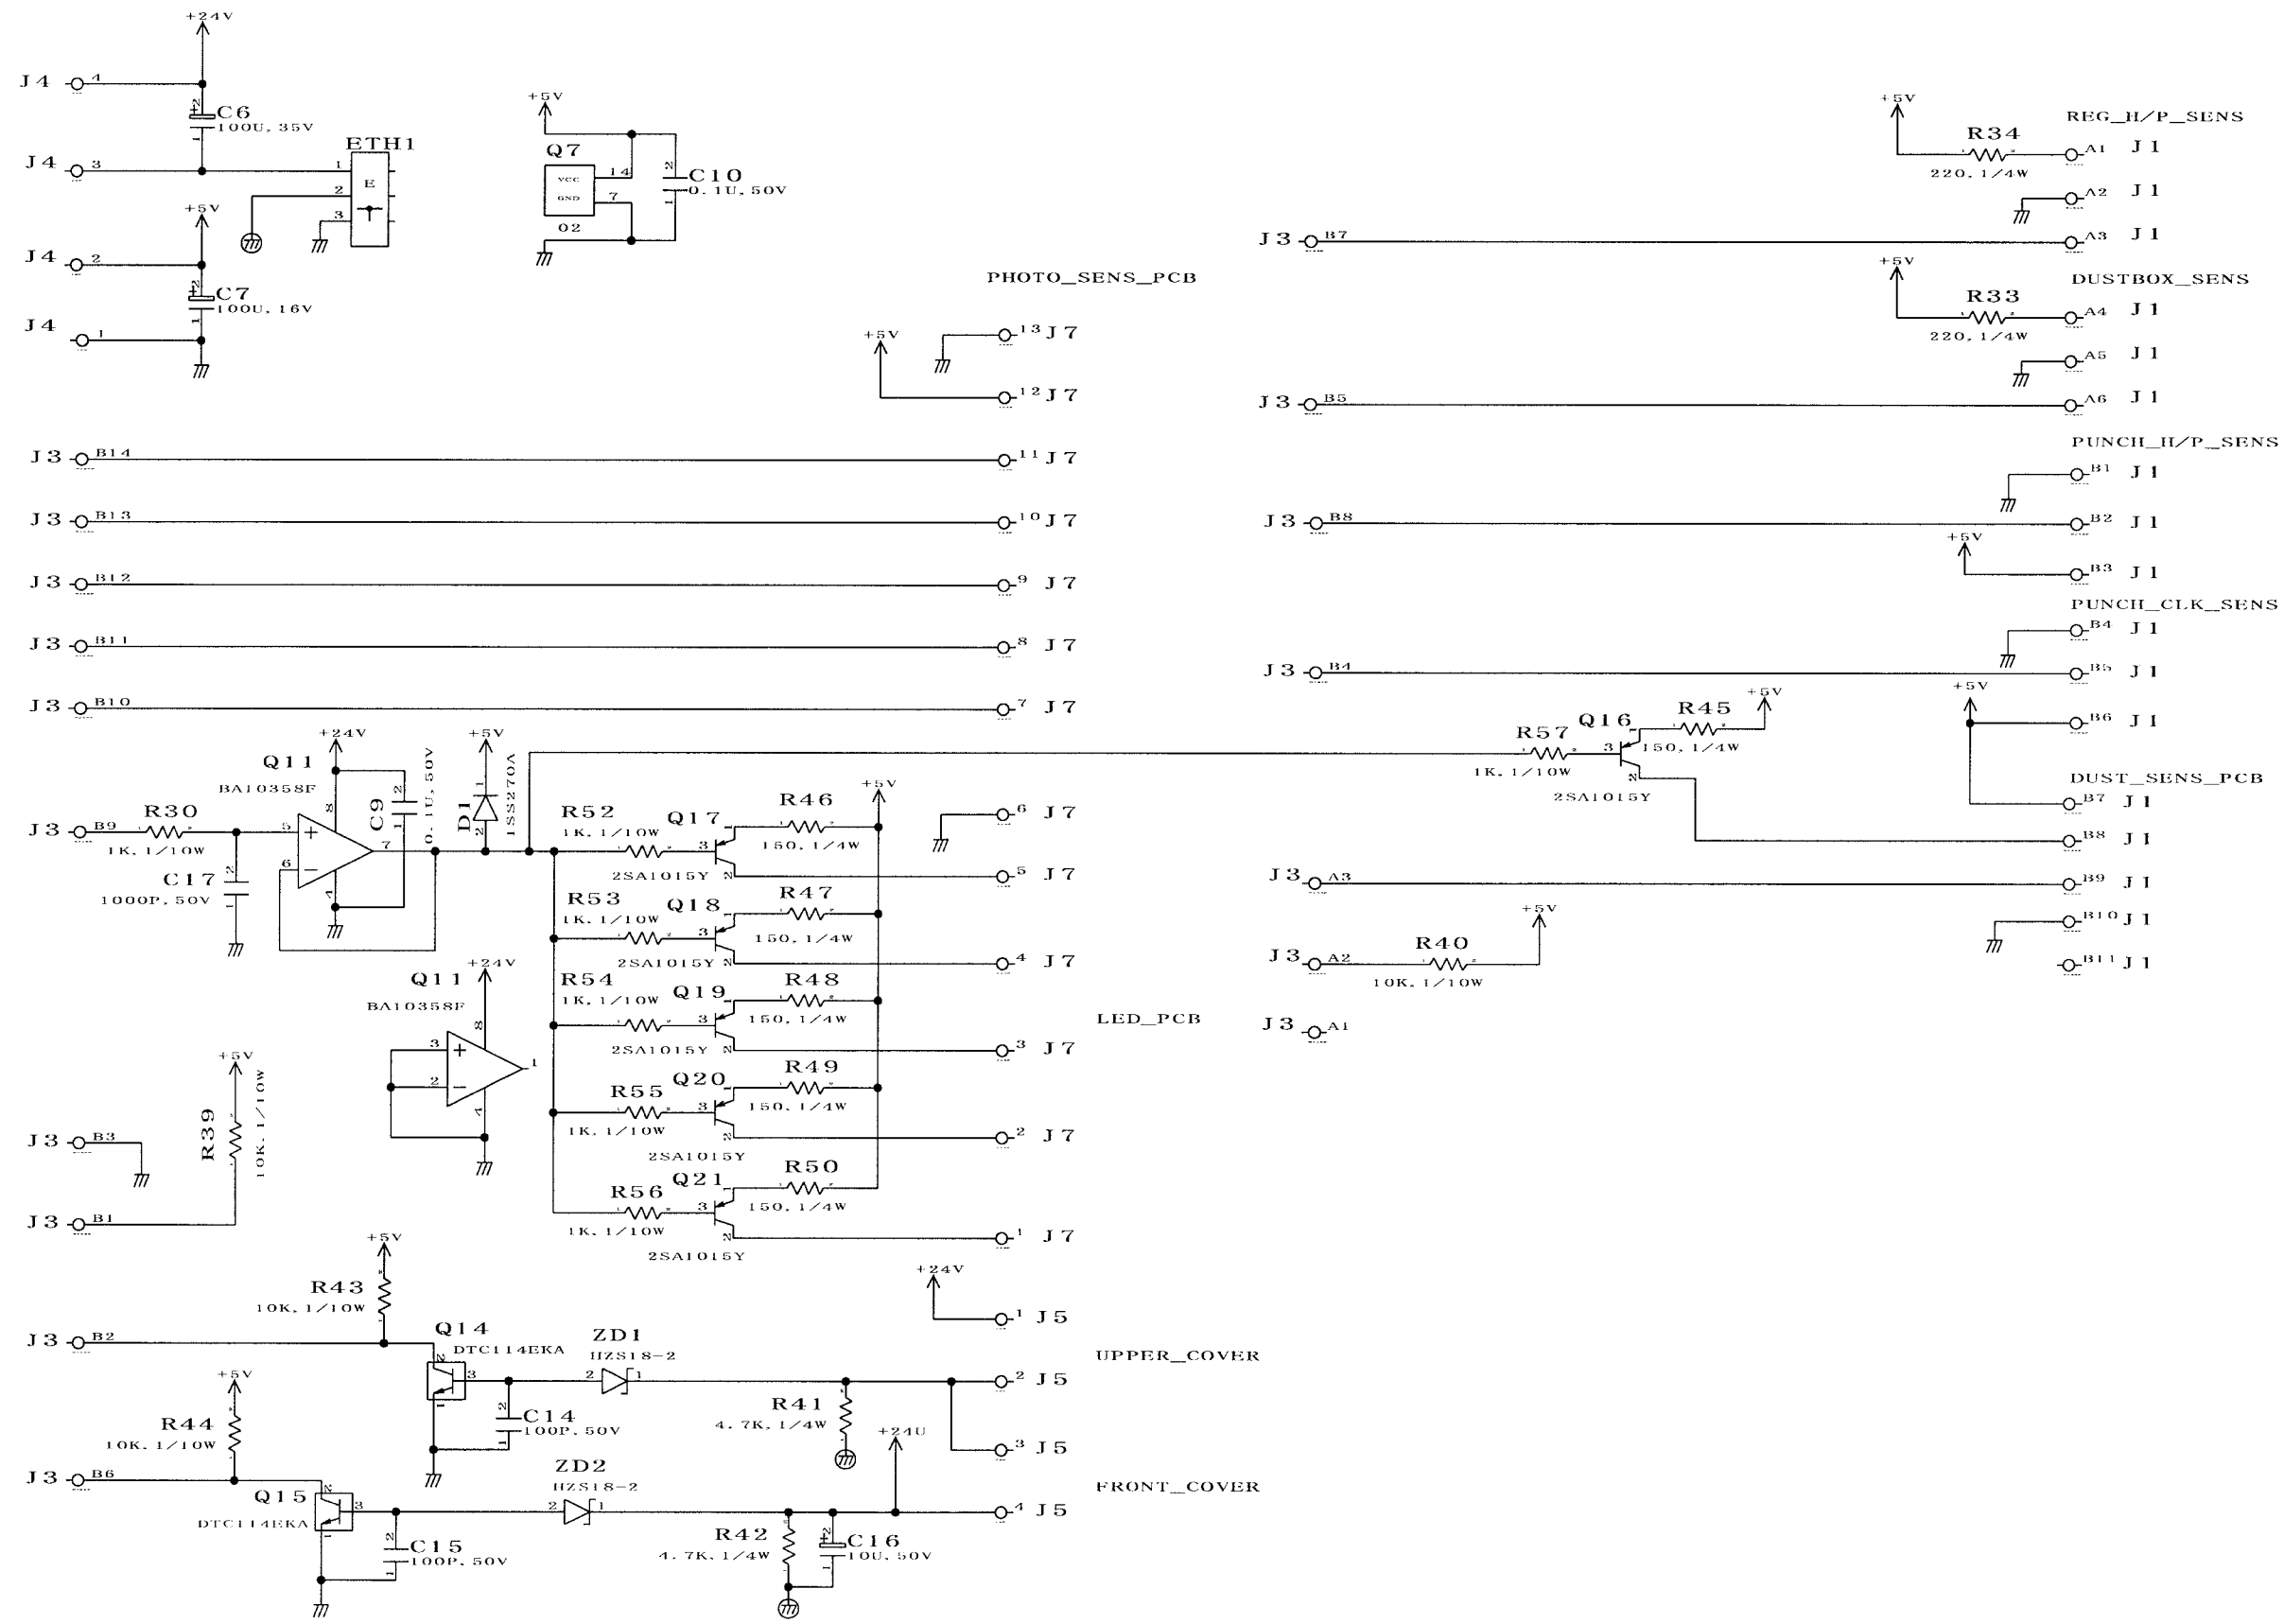 +24V
J4 4
C6
100U,35V
ETH1
J4 3
1
E
2
3
+5V
J4 2
C7
100U,16V
J4 1
+5V
Q7
VCC 14
GND 7
02
C10
0.1U,50V
PHOTO_SENS_PCB
13 J7
+5V
12 J7
J3 B14
11 J7
J3 B13
10 J7
J3 B12
9 J7
J3 B11
8 J7
J3 B10
7 J7
+24V
Q11
BA10358F
C9
0.1U,50V
+5V
D1
1SS270A
J3 B9
R30
1K,1/10W
C17
1000P,50V
5
6
7
8
4
R52
1K,1/10W
Q17
2SA1015Y
R46
150,1/4W
+5V
6 J7
5 J7
R53
1K,1/10W
Q18
2SA1015Y
R47
150,1/4W
4 J7
R54
1K,1/10W
Q19
2SA1015Y
R48
150,1/4W
3 J7
LED_PCB
R55
1K,1/10W
Q20
2SA1015Y
R49
150,1/4W
2 J7
R56
1K,1/10W
Q21
2SA1015Y
R50
150,1/4W
1 J7
+24V
Q11
BA10358F
3
2
1
8
4
+5V
R39
10K,1/10W
J3 B3
J3 B1
+5V
R43
10K,1/10W
J3 B2
Q14
DTC114EKA
ZD1
HZS18-2
C14
100P,50V
R41
4.7K,1/4W
+24V
1 J5
UPPER_COVER
2 J5
3 J5
+5V
R44
10K,1/10W
J3 B6
Q15
DTC114EKA
ZD2
HZS18-2
C15
100P,50V
R42
4.7K,1/4W
+24U
C16
10U,50V
FRONT_COVER
4 J5
+5V
R34
220,1/4W
REG_H/P_SENS
A1 J1
A2 J1
J3 B7
A3 J1
+5V
R33
220,1/4W
DUSTBOX_SENS
A4 J1
A5 J1
J3 B5
A6 J1
PUNCH_H/P_SENS
B1 J1
J3 B8
B2 J1
+5V
B3 J1
PUNCH_CLK_SENS
B4 J1
J3 B4
B5 J1
+5V
B6 J1
R57
1K,1/10W
Q16
2SA1015Y
R45
150,1/4W
+5V
DUST_SENS_PCB
B7 J1
B8 J1
J3 A3
B9 J1
B10 J1
J3 A2
R40
10K,1/10W
+5V
B11 J1
J3 A1